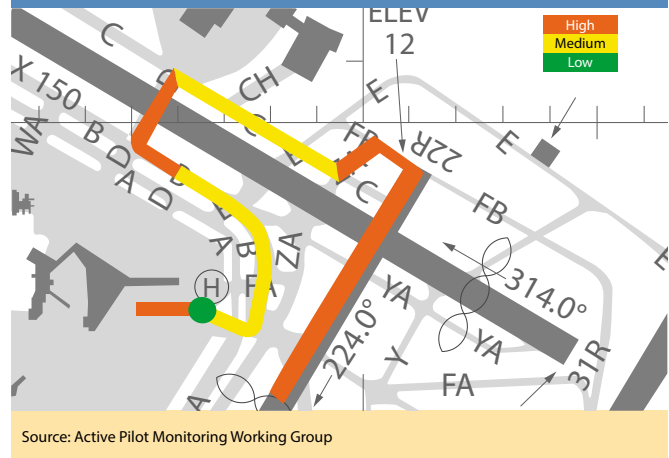 ELEV
12
High
Medium
Low
C
D
CH
E
X 150
C
E
FB
22R
E
WA
B
D
A
D
B
E
C
FB
E
A
B
ZA
H
FA
YA
314.0°
224.0°
Y
YA
31R
FA
A
Source: Active Pilot Monitoring Working Group